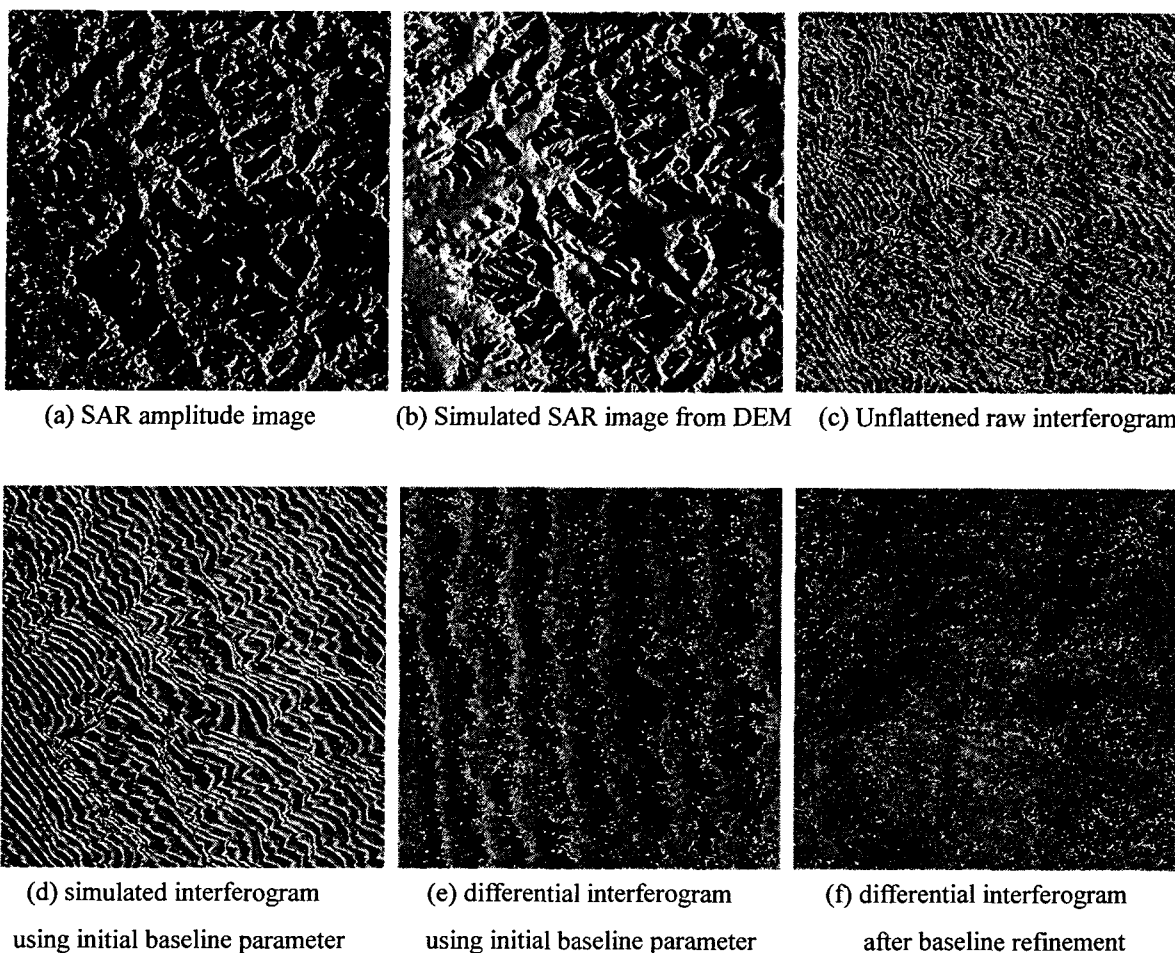 (a) SAR amplitude image
(b) Simulated SAR image from DEM
(c) Unflattened raw interferogram
(d) simulated interferogram
using initial baseline parameter
(e) differential interferogram
using initial baseline parameter
(f) differential interferogram
after baseline refinement